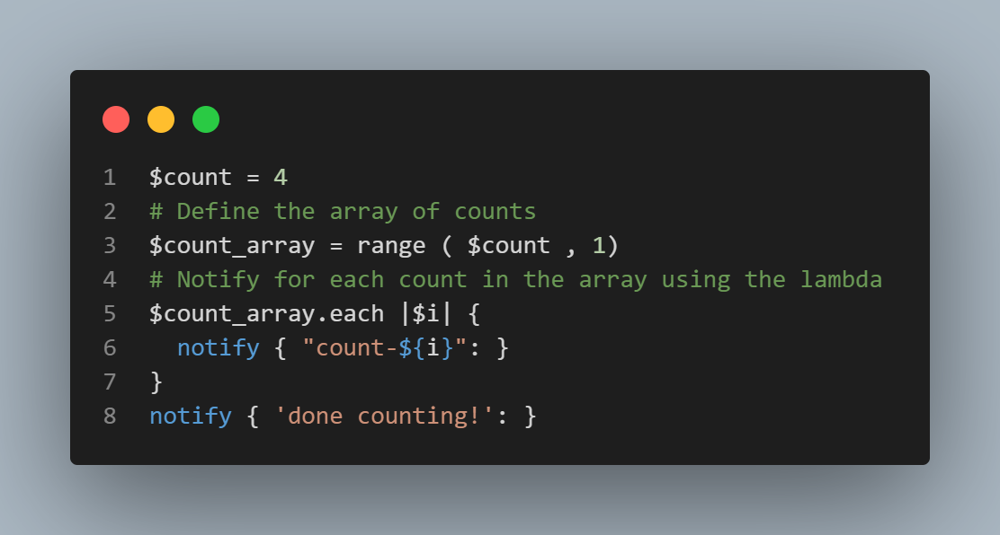 1 $count = 4
2 # Define the array of counts
3 $count_array = range ( $count , 1)
4 # Notify for each count in the array using the lambda
5 $count_array.each |$i| {
6   notify { "count-${i}": }
7 }
8 notify { 'done counting!': }